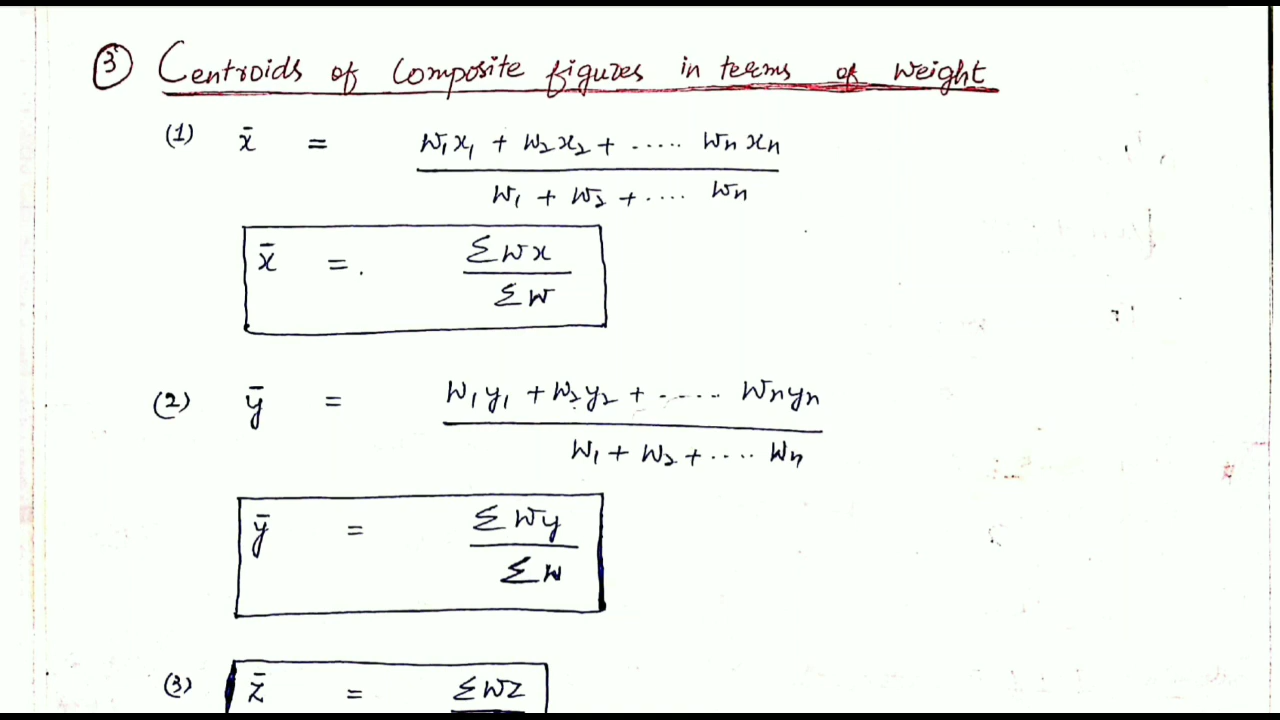 ③ Centroids of Composite figures in terms of weight
(1) x̄ = W₁x₁ + W₂x₂ + ..... Wₙxₙ
W₁ + W₂ + .... Wₙ
x̄ =. ΣWx
ΣW
(2) ȳ = W₁y₁ + W₂y₂ + ..... Wₙyₙ
W₁ + W₂ + .... Wₙ
ȳ = ΣWy
ΣW
(3) z̄ = ΣWZ